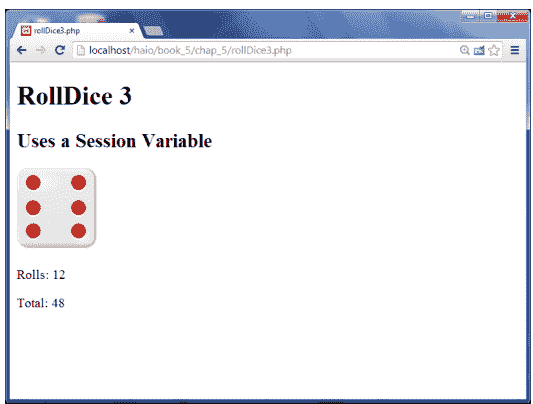 rollDice3.php
localhost/haio/book_5/chap_5/rollDice3.php
RollDice 3
Uses a Session Variable
Rolls: 12
Total: 48